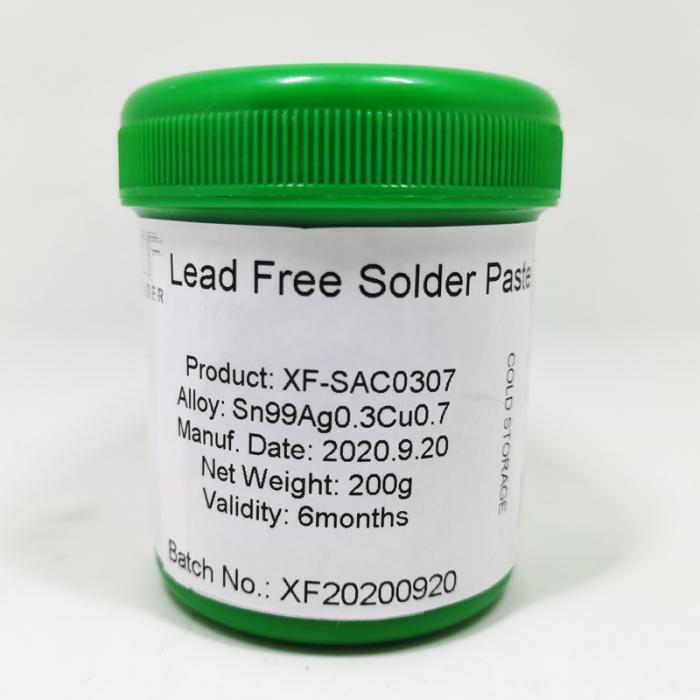 Lead Free Solder Paste
Product: XF-SAC0307
Alloy: Sn99Ag0.3Cu0.7
Manuf. Date: 2020.9.20
Net Weight: 200g
Validity: 6months
Batch No.: XF20200920
COLD STORAGE